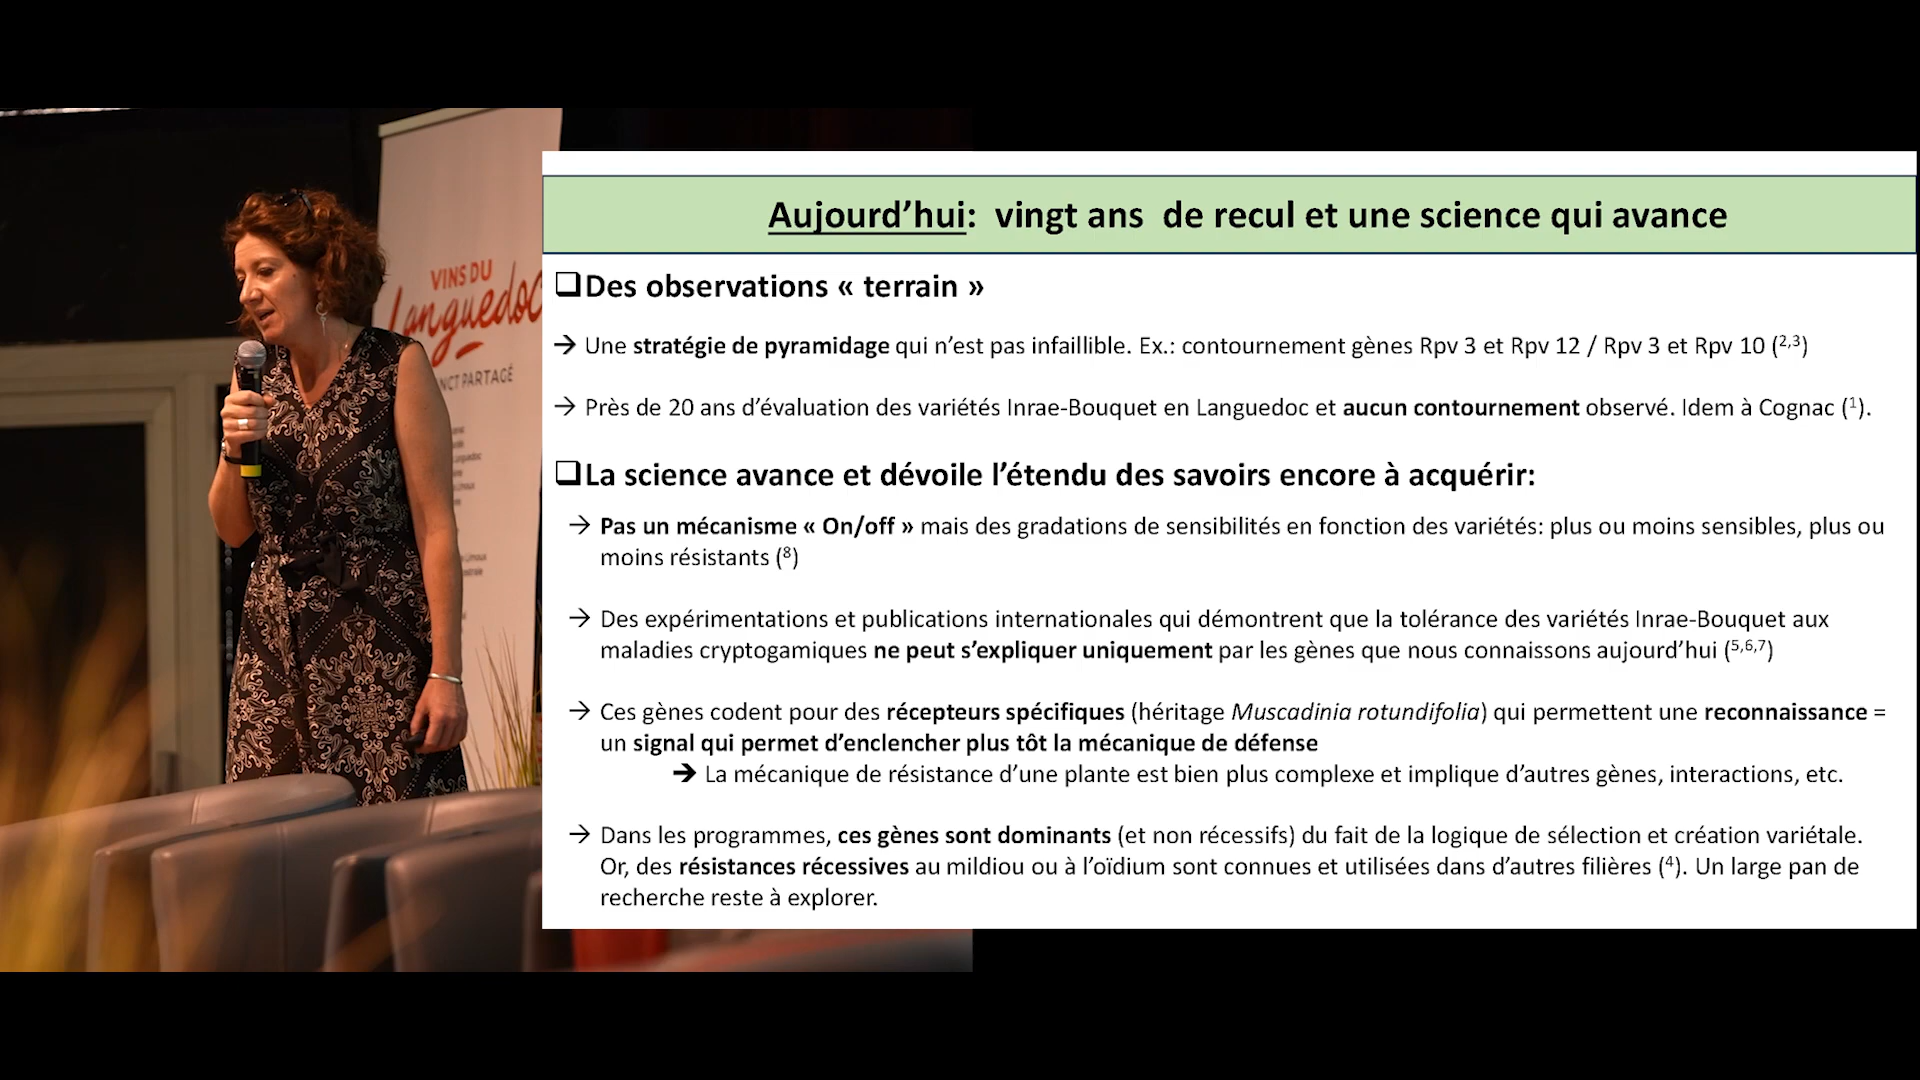 VINS DU
Languedoc
NCT PARTAGÉ
Aujourd’hui: vingt ans de recul et une science qui avance
❑Des observations « terrain »
→ Une stratégie de pyramidage qui n’est pas infaillible. Ex.: contournement gènes Rpv 3 et Rpv 12 / Rpv 3 et Rpv 10 (2,3)
→ Près de 20 ans d’évaluation des variétés Inrae-Bouquet en Languedoc et aucun contournement observé. Idem à Cognac (1).
❑La science avance et dévoile l’étendu des savoirs encore à acquérir:
→ Pas un mécanisme « On/off » mais des gradations de sensibilités en fonction des variétés: plus ou moins sensibles, plus ou
moins résistants (8)
→ Des expérimentations et publications internationales qui démontrent que la tolérance des variétés Inrae-Bouquet aux
maladies cryptogamiques ne peut s’expliquer uniquement par les gènes que nous connaissons aujourd’hui (5,6,7)
→ Ces gènes codent pour des récepteurs spécifiques (héritage Muscadinia rotundifolia) qui permettent une reconnaissance =
un signal qui permet d’enclencher plus tôt la mécanique de défense
➔ La mécanique de résistance d’une plante est bien plus complexe et implique d’autres gènes, interactions, etc.
→ Dans les programmes, ces gènes sont dominants (et non récessifs) du fait de la logique de sélection et création variétale.
Or, des résistances récessives au mildiou ou à l’oïdium sont connues et utilisées dans d’autres filières (4). Un large pan de
recherche reste à explorer.